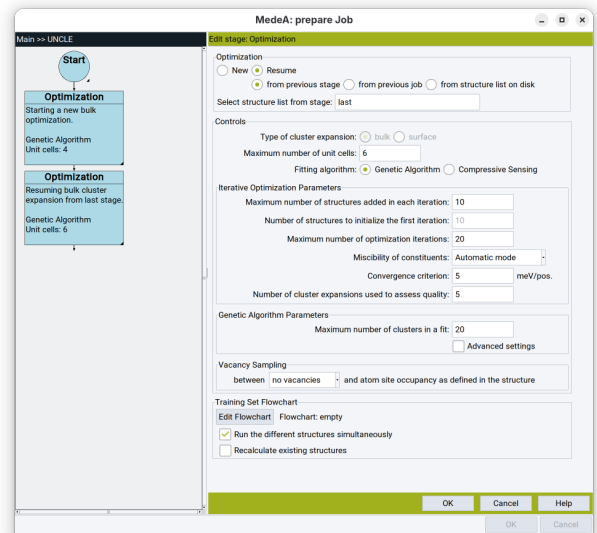 MedeA: prepare Job
Main >> UNCLE
Start
Optimization
Starting a new bulk
optimization.
Genetic Algorithm
Unit cells: 4
Optimization
Resuming bulk cluster
expansion from last stage.
Genetic Algorithm
Unit cells: 6
Edit stage: Optimization
Optimization
New Resume
from previous stage from previous job from structure list on disk
Select structure list from stage: last
Controls
Type of cluster expansion: bulk surface
Maximum number of unit cells: 6
Fitting algorithm: Genetic Algorithm Compressive Sensing
Iterative Optimization Parameters
Maximum number of structures added in each iteration: 10
Number of structures to initialize the first iteration: 10
Maximum number of optimization iterations: 20
Miscibility of constituents: Automatic mode
Convergence criterion: 5 meV/pos.
Number of cluster expansions used to assess quality: 5
Genetic Algorithm Parameters
Maximum number of clusters in a fit: 20
Advanced settings
Vacancy Sampling
between no vacancies and atom site occupancy as defined in the structure
Training Set Flowchart
Edit Flowchart Flowchart: empty
Run the different structures simultaneously
Recalculate existing structures
OK Cancel Help
OK Cancel